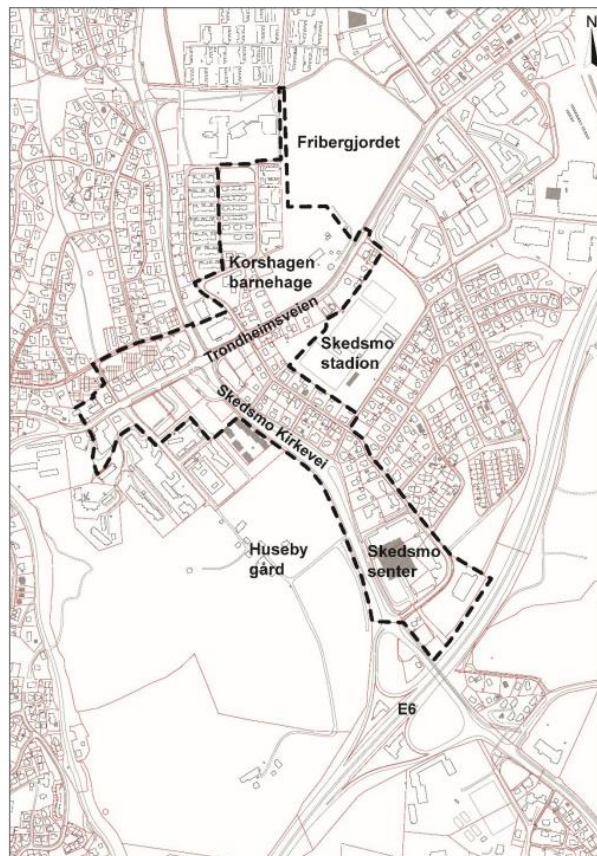 N
Fribergjordet
Korshagen
barnehage
Trondheimsveien
Skedsmo
stadion
Skedsmo Kirkevei
Huseby
gård
Skedsmo
senter
E6